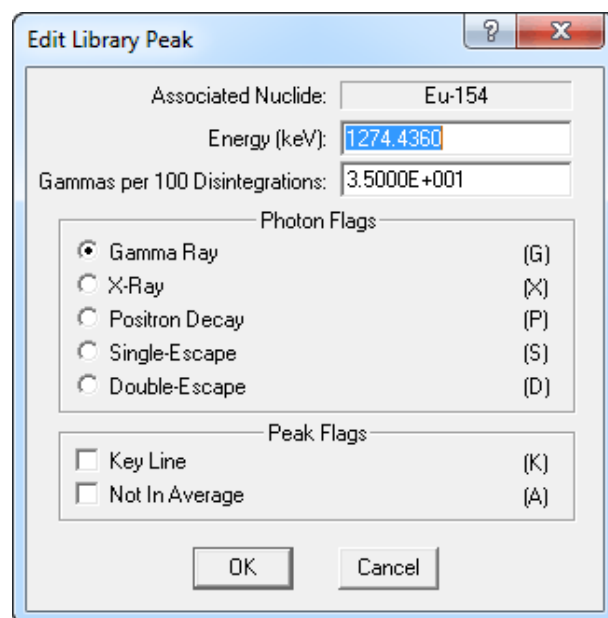 Edit Library Peak
Associated Nuclide: Eu-154
Energy (keV): 1274.4360
Gammas per 100 Disintegrations: 3.5000E+001
Photon Flags
Gamma Ray (G)
X-Ray (X)
Positron Decay (P)
Single-Escape (S)
Double-Escape (D)
Peak Flags
Key Line (K)
Not In Average (A)
OK Cancel